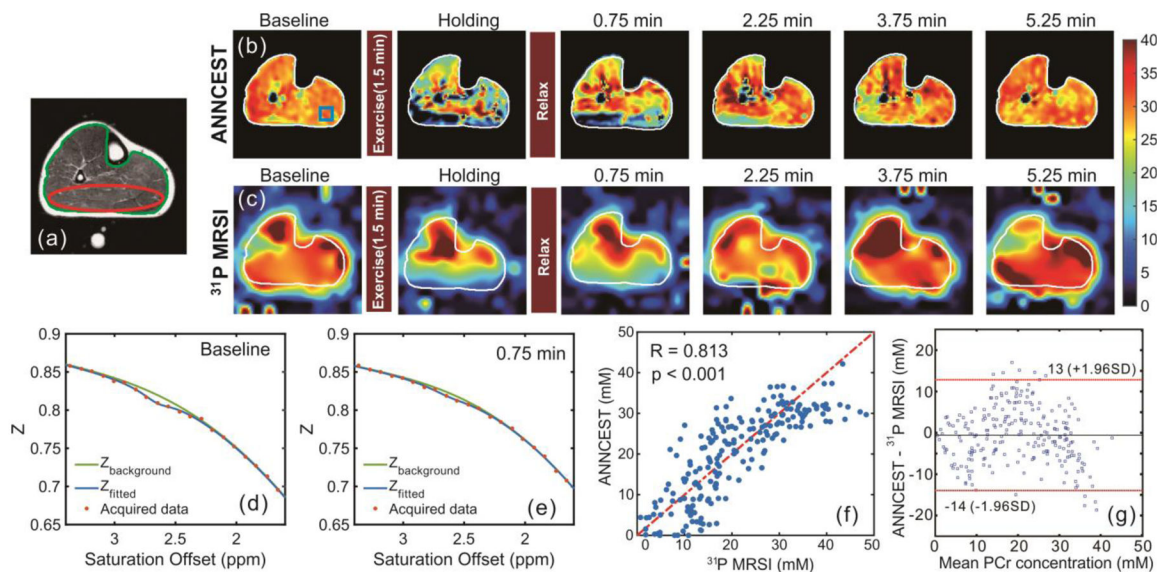 Baseline Holding 0.75 min 2.25 min 3.75 min 5.25 min
ANNCEST
(b)
Exercise(1.5 min)
Relax
(a)
Baseline Holding 0.75 min 2.25 min 3.75 min 5.25 min
³¹P MRSI
(c)
Exercise(1.5 min)
Relax
40
35
30
25
20
15
10
5
0
0.9
0.85
0.8
0.75
0.7
0.65
Z
Baseline
Z_background
Z_fitted
Acquired data
(d)
3 2.5 2
Saturation Offset (ppm)
0.9
0.85
0.8
0.75
0.7
0.65
0.75 min
Z_background
Z_fitted
Acquired data
(e)
3 2.5 2
Saturation Offset (ppm)
50
40
30
20
10
0
ANNCEST (mM)
R = 0.813
p < 0.001
(f)
0 10 20 30 40 50
³¹P MRSI (mM)
20
10
0
-10
-20
ANNCEST - ³¹P MRSI (mM)
13 (+1.96SD)
-14 (-1.96SD)
(g)
0 10 20 30 40 50
Mean PCr concentration (mM)